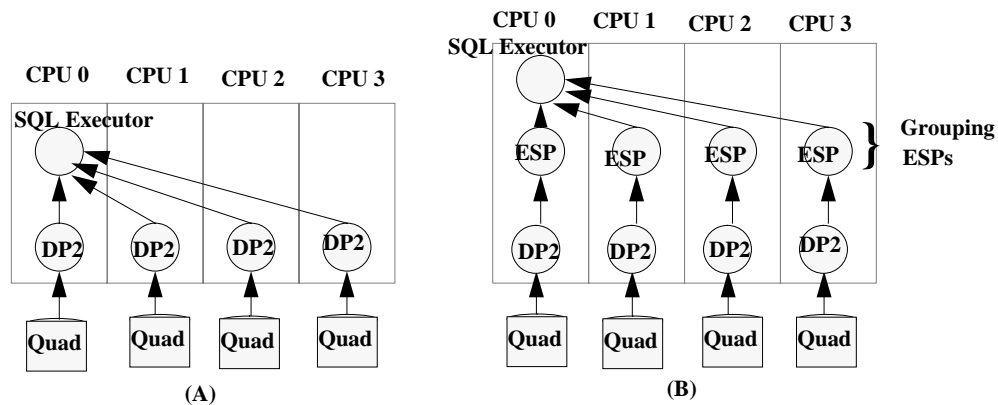 CPU 0 CPU 1 CPU 2 CPU 3
SQL Executor
DP2 DP2 DP2 DP2
Quad Quad Quad Quad
(A)
CPU 0 CPU 1 CPU 2 CPU 3
SQL Executor
ESP ESP ESP ESP
Grouping
ESPs
DP2 DP2 DP2 DP2
Quad Quad Quad Quad
(B)